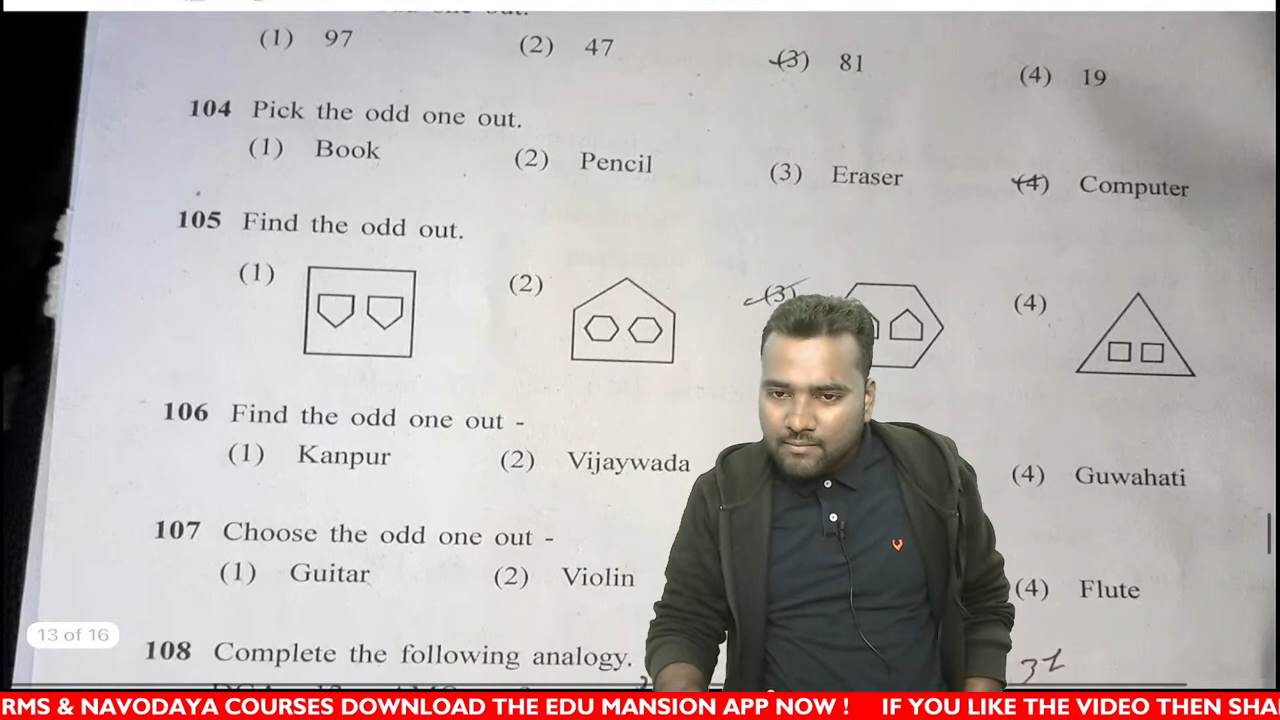 (1) 97 (2) 47 (3) 81 (4) 19
104 Pick the odd one out.
(1) Book (2) Pencil (3) Eraser (4) Computer
105 Find the odd out.
(1) (2) (3) (4)
106 Find the odd one out -
(1) Kanpur (2) Vijaywada (4) Guwahati
107 Choose the odd one out -
(1) Guitar (2) Violin (4) Flute
13 of 16
108 Complete the following analogy.
RMS & NAVODAYA COURSES DOWNLOAD THE EDU MANSION APP NOW ! IF YOU LIKE THE VIDEO THEN SHA